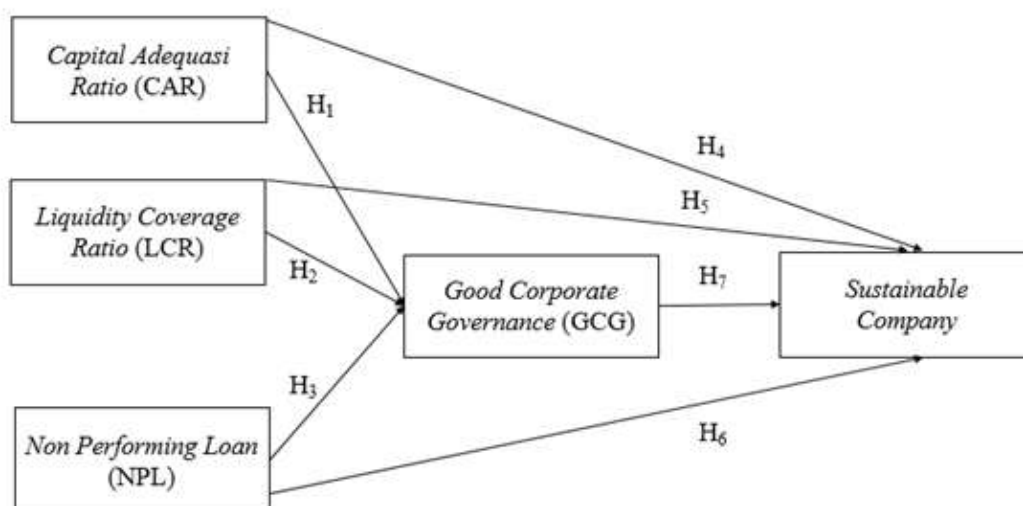 Capital Adequasi
Ratio (CAR)
H₁
H₄
Liquidity Coverage
Ratio (LCR)
H₅
H₂
Good Corporate
Governance (GCG)
H₇
Sustainable
Company
H₃
Non Performing Loan
(NPL)
H₆